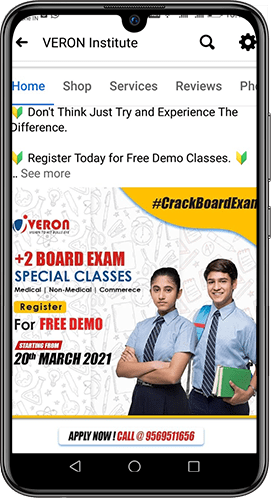 VERON Institute
Home Shop Services Reviews Pho
🔰 Don't Think Just Try and Experience The
Difference.
🔰 Register Today for Free Demo Classes. 🔰
.. See more
#CrackBoardExam
VERON
+2 BOARD EXAM
SPECIAL CLASSES
Medical | Non-Medical | Commerece
Register
For FREE DEMO
STARTING FROM
20th MARCH 2021
APPLY NOW ! CALL @ 9569511656